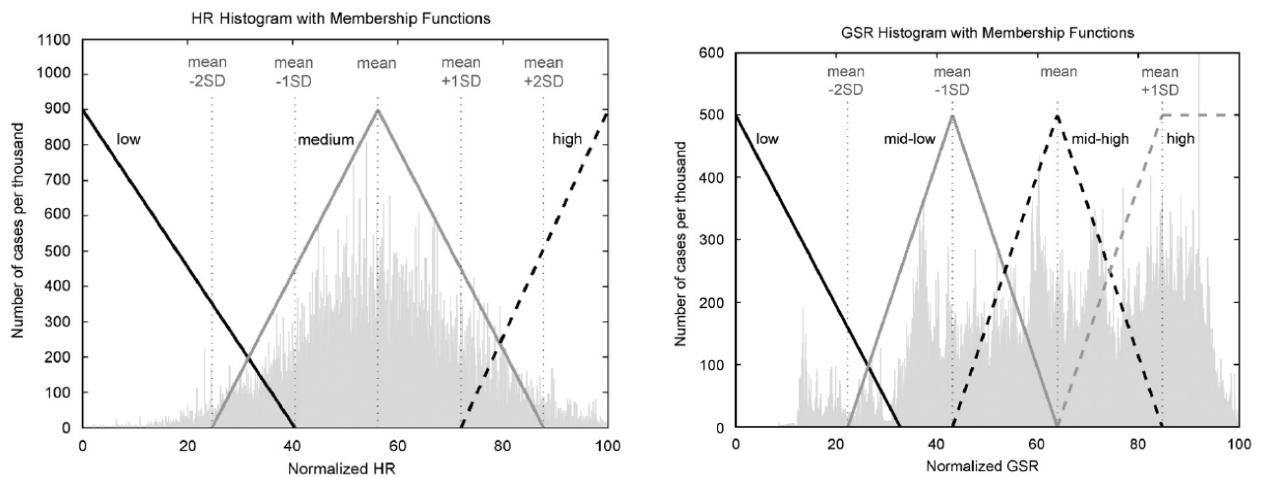 HR Histogram with Membership Functions
Number of cases per thousand
1100
1000
900
800
700
600
500
400
300
200
100
0
mean
-2SD
mean
-1SD
mean
mean
+1SD
mean
+2SD
low
medium
high
0 20 40 60 80 100
Normalized HR
GSR Histogram with Membership Functions
Number of cases per thousand
600
500
400
300
200
100
0
mean
-2SD
mean
-1SD
mean
mean
+1SD
low
mid-low
mid-high
high
0 20 40 60 80 100
Normalized GSR